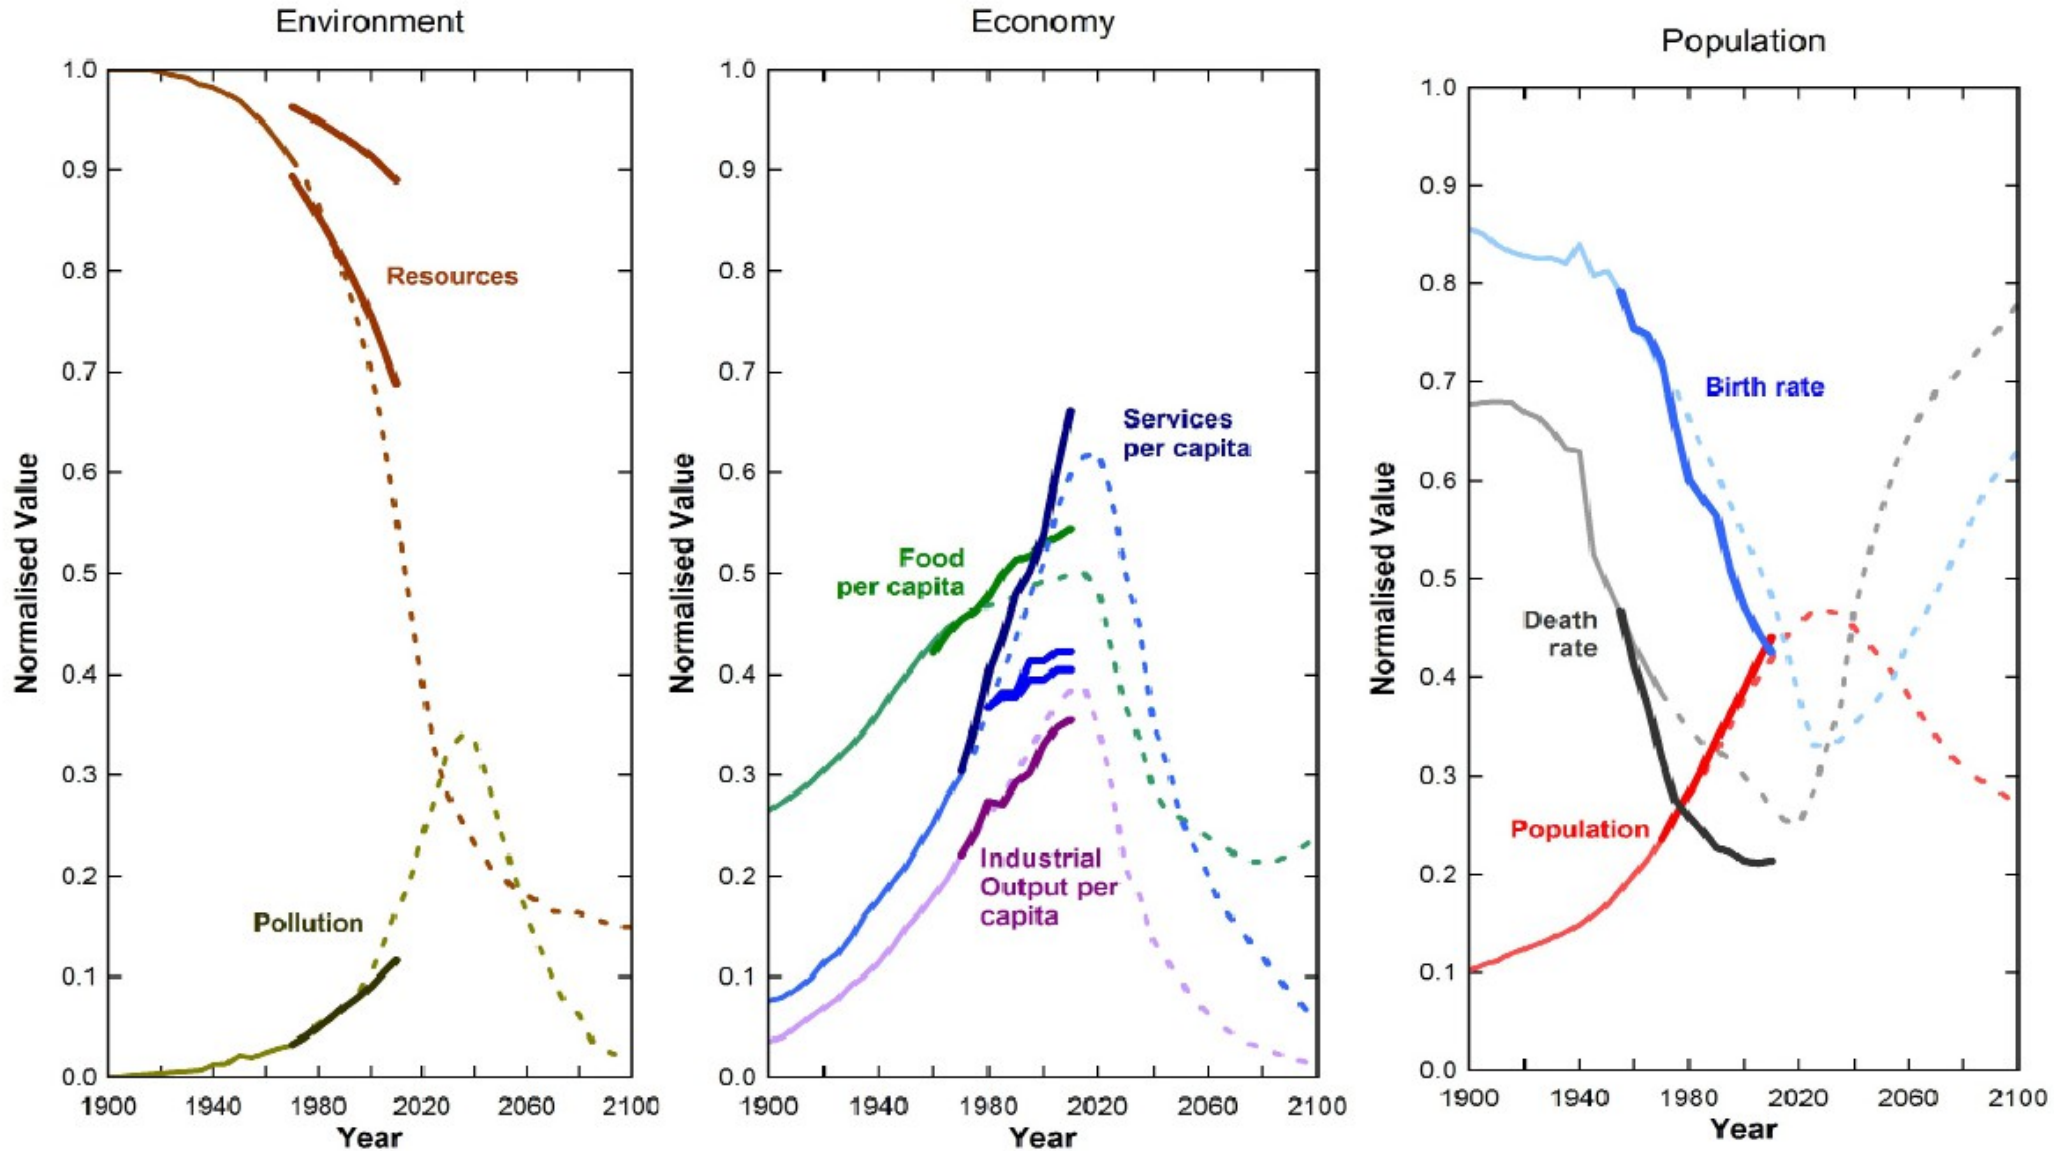 Environment
1.0
0.9
0.8
0.7
0.6
0.5
0.4
0.3
0.2
0.1
0.0
Normalised Value
Resources
Pollution
1900 1940 1980 2020 2060 2100
Year
Economy
1.0
0.9
0.8
0.7
0.6
0.5
0.4
0.3
0.2
0.1
0.0
Normalised Value
Services
per capita
Food
per capita
Industrial
Output per
capita
1900 1940 1980 2020 2060 2100
Year
Population
1.0
0.9
0.8
0.7
0.6
0.5
0.4
0.3
0.2
0.1
0.0
Normalised Value
Birth rate
Death
rate
Population
1900 1940 1980 2020 2060 2100
Year